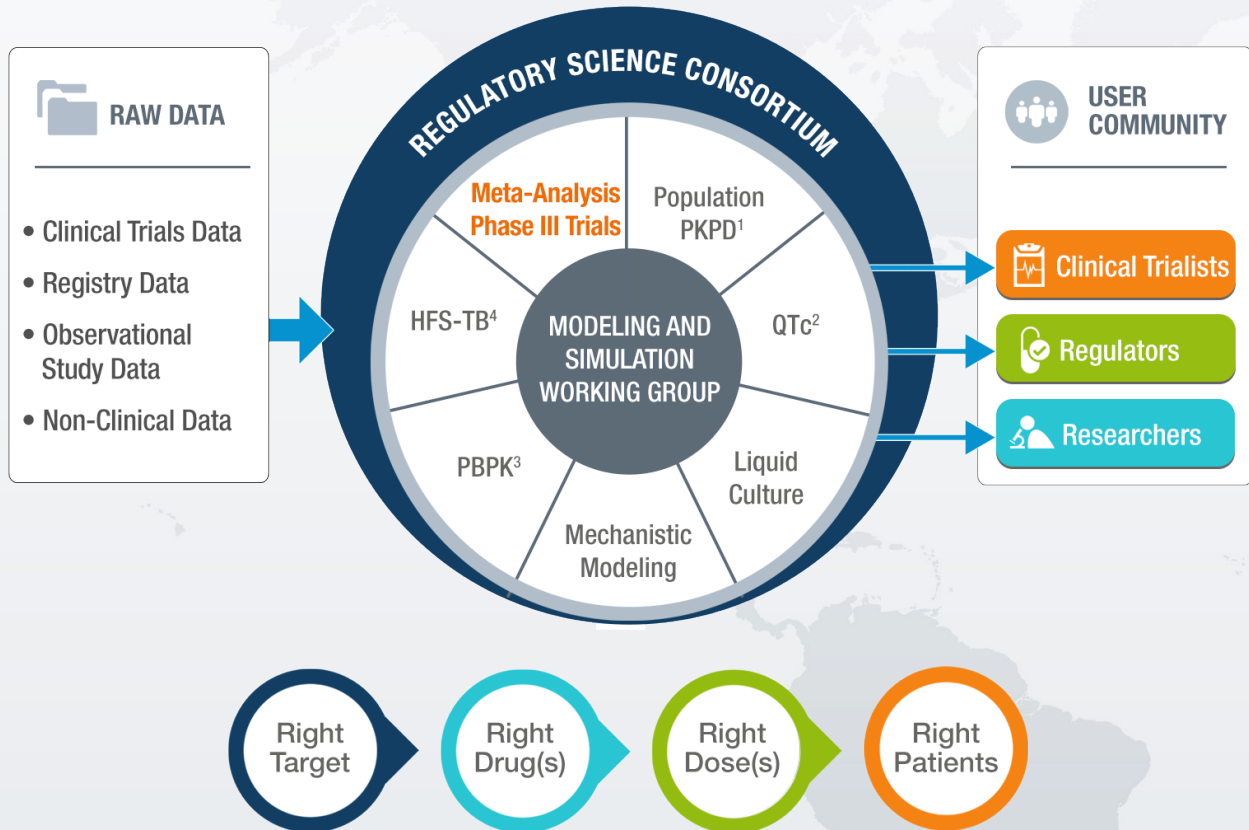 RAW DATA
• Clinical Trials Data
• Registry Data
• Observational
Study Data
• Non-Clinical Data
REGULATORY SCIENCE CONSORTIUM
Meta-Analysis
Phase III Trials
Population
PKPD¹
HFS-TB⁴
QTc²
MODELING AND
SIMULATION
WORKING GROUP
PBPK³
Liquid
Culture
Mechanistic
Modeling
USER
COMMUNITY
Clinical Trialists
Regulators
Researchers
Right
Target
Right
Drug(s)
Right
Dose(s)
Right
Patients